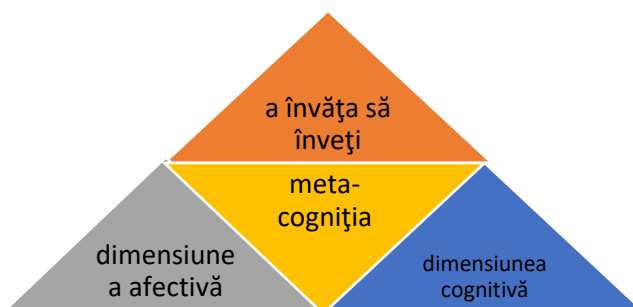 a învăţa să
înveţi
meta-
cogniţia
dimensiune
a afectivă
dimensiunea
cognitivă